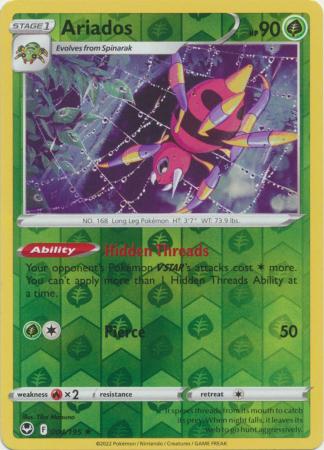 STAGE 1
Ariados
HP 90
Evolves from Spinarak
NO. 168 Long Leg Pokémon HT: 3'7" WT: 73.9 lbs.
Ability Hidden Threads
Your opponent's Pokémon VSTAR's attacks cost more.
You can't apply more than 1 Hidden Threads Ability at
a time.
Pierce 50
weakness ×2 resistance retreat
Illus.
F /195
It spits threads from its mouth to catch
its prey. When night falls, it leaves its
web to go hunt aggressively.
©2022 Pokémon / Nintendo / Creatures / GAME FREAK